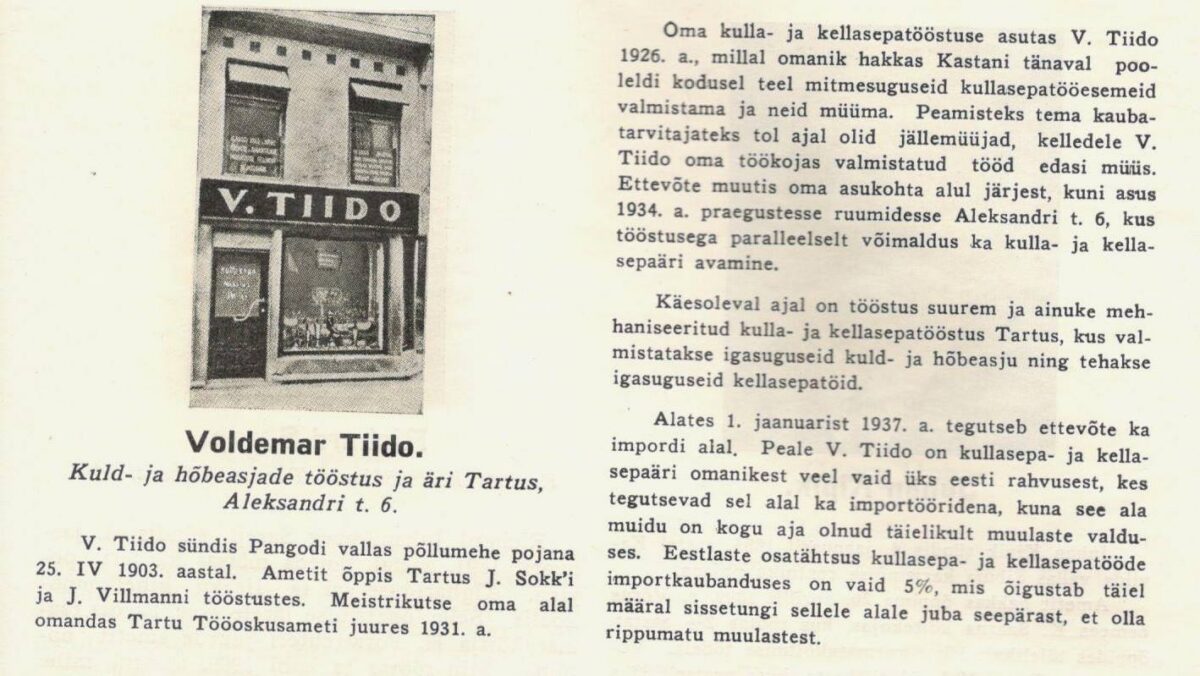 V. TIIDO
Voldemar Tiido.
Kuld- ja hõbeasjade tööstus ja äri Tartus,
Aleksandri t. 6.
V. Tiido sündis Pangodi vallas põllumehe pojana
25. IV 1903. aastal. Ametit õppis Tartus J. Sokk'i
ja J. Villmanni tööstustes. Meistrikutse oma alal
omandas Tartu Tööoskusameti juures 1931. a.
Oma kulla- ja kellasepatööstuse asutas V. Tiido
1926. a., millal omanik hakkas Kastani tänaval poo-
leldi kodusel teel mitmesuguseid kullasepatööesemeid
valmistama ja neid müüma. Peamisteks tema kauba-
tarvitajateks tol ajal olid jällemüüjad, kelledele V.
Tiido oma töökojas valmistatud tööd edasi müüs.
Ettevõte muutis oma asukohta alul järjest, kuni asus
1934. a. praegustesse ruumidesse Aleksandri t. 6, kus
tööstusega paralleelselt võimaldus ka kulla- ja kella-
sepaäri avamine.
Käesoleval ajal on tööstus suurem ja ainuke meh-
haniseeritud kulla- ja kellasepatööstus Tartus, kus val-
mistatakse igasuguseid kuld- ja hõbeasju ning tehakse
igasuguseid kellasepatöid.
Alates 1. jaanuarist 1937. a. tegutseb ettevõte ka
impordi alal. Peale V. Tiido on kullasepa- ja kella-
sepaäri omanikest veel vaid üks eesti rahvusest, kes
tegutsevad sel alal ka importööridena, kuna see ala
muidu on kogu aja olnud täielikult muulaste valdu-
ses. Eestlaste osatähtsus kullasepa- ja kellasepatööde
importkaubanduses on vaid 5%, mis õigustab täiel
määral sissetungi sellele alale juba seepärast, et olla
rippumatu muulastest.